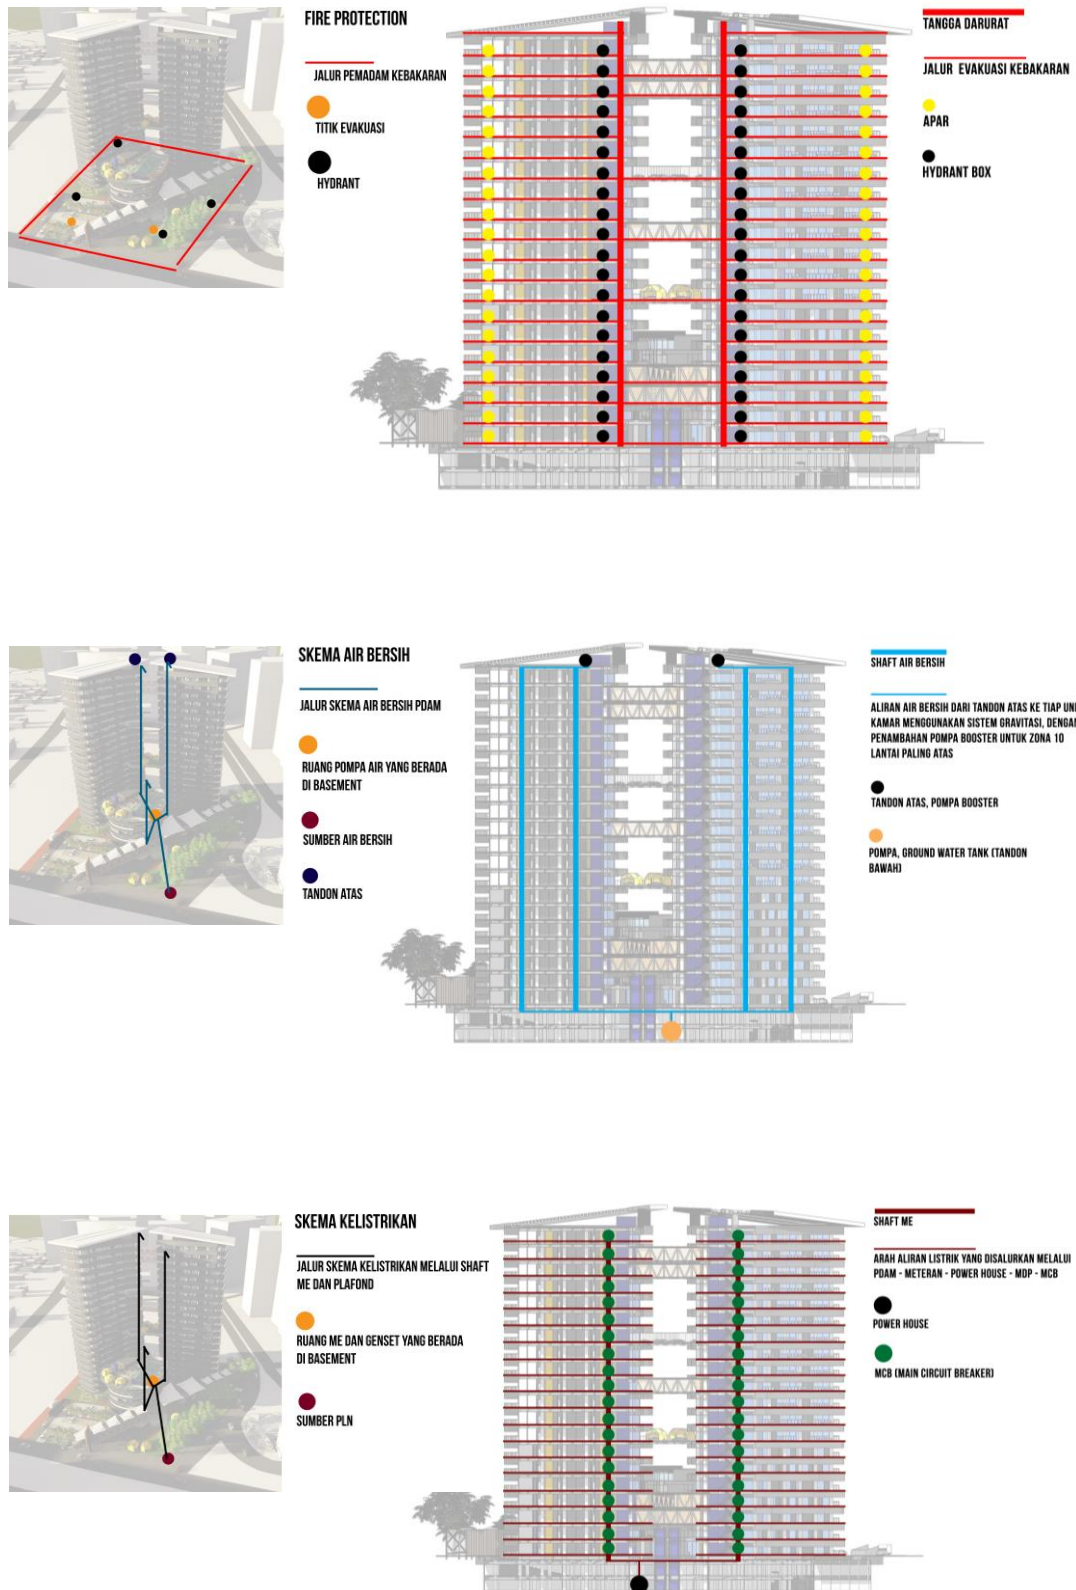 FIRE PROTECTION
JALUR PEMADAM KEBAKARAN
TITIK EVAKUASI
HYDRANT
TANGGA DARURAT
JALUR EVAKUASI KEBAKARAN
APAR
HYDRANT BOX
SKEMA AIR BERSIH
JALUR SKEMA AIR BERSIH PDAM
RUANG POMPA AIR YANG BERADA
DI BASEMENT
SUMBER AIR BERSIH
TANDON ATAS
SHAFT AIR BERSIH
ALIRAN AIR BERSIH DARI TANDON ATAS KE TIAP UNI
KAMAR MENGGUNAKAN SISTEM GRAVITASI, DENGAN
PENAMBAHAN POMPA BOOSTER UNTUK ZONA 10
LANTAI PALING ATAS
TANDON ATAS, POMPA BOOSTER
POMPA, GROUND WATER TANK (TANDON
BAWAH)
SKEMA KELISTRIKAN
JALUR SKEMA KELISTRIKAN MELALUI SHAFT
ME DAN PLAFOND
RUANG ME DAN GENSET YANG BERADA
DI BASEMENT
SUMBER PLN
SHAFT ME
ARAH ALIRAN LISTRIK YANG DISALURKAN MELALUI
PDAM - METERAN - POWER HOUSE - MDP - MCB
POWER HOUSE
MCB (MAIN CIRCUIT BREAKER)